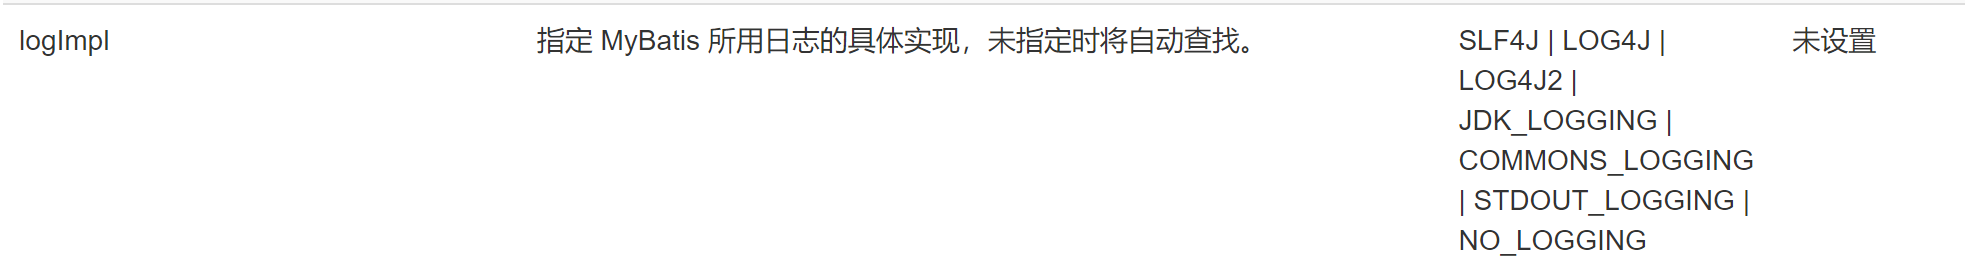 logImpl 指定 MyBatis 所用日志的具体实现，未指定时将自动查找。 SLF4J | LOG4J | 未设置
LOG4J2 |
JDK_LOGGING |
COMMONS_LOGGING
| STDOUT_LOGGING |
NO_LOGGING